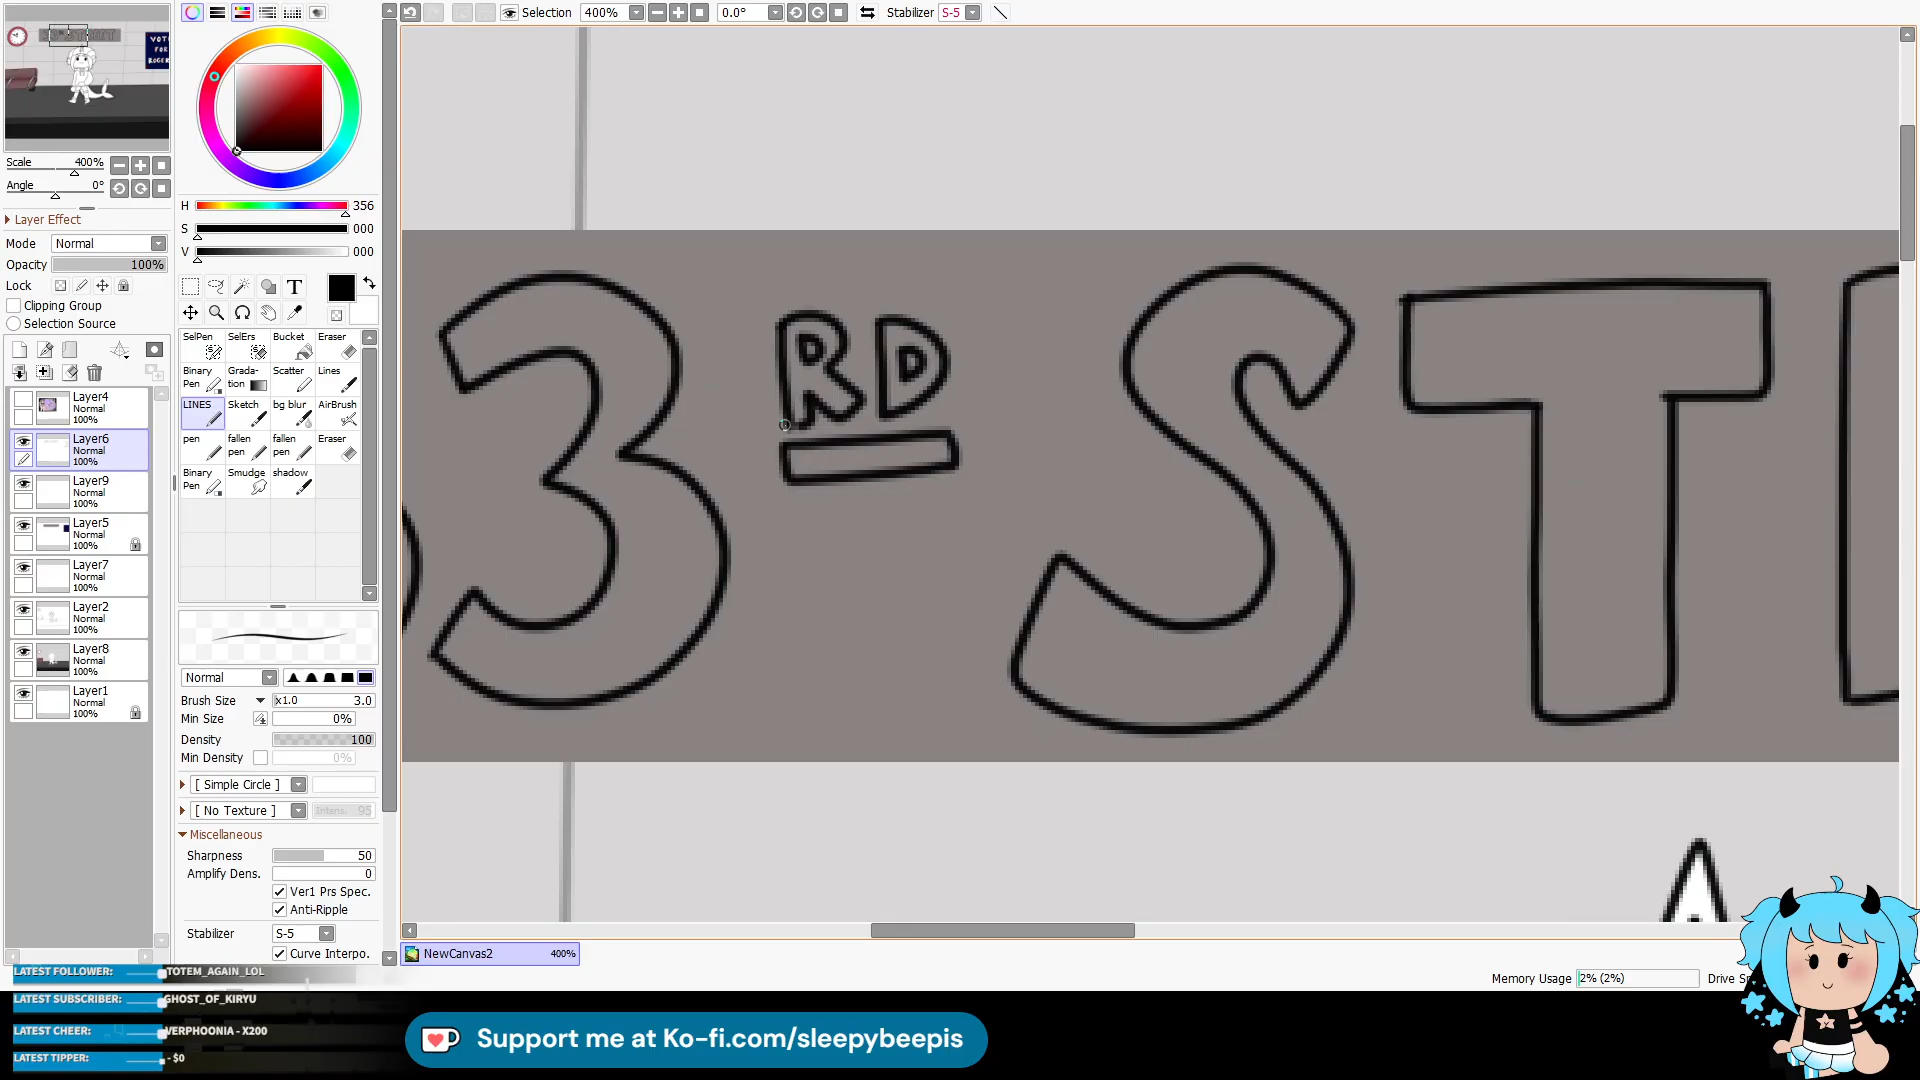 Selection 400% 0.0° Stabilizer S-5
VOTE
FOR
ROGER
Scale 400%
Angle 0°
Layer Effect
Mode Normal
Opacity 100%
Lock
Clipping Group
Selection Source
Layer4
Normal
100%
Layer6
Normal
100%
Layer9
Normal
100%
Layer5
Normal
100%
Layer7
Normal
100%
Layer2
Normal
100%
Layer8
Normal
100%
Layer1
Normal
100%
H 356
S 000
V 000
T
SelPen SelErs Bucket Eraser
Binary Pen Grada-tion Scatter Lines
LINES Sketch bg blur AirBrush
pen fallen pen fallen pen Eraser
Binary Pen Smudge shadow
Normal
Brush Size x1.0 3.0
Min Size 0%
Density 100
Min Density 0%
[ Simple Circle ]
[ No Texture ] Intens. 95
Miscellaneous
Sharpness 50
Amplify Dens. 0
Ver1 Prs Spec.
Anti-Ripple
Stabilizer S-5
Curve Interpo.
3RD ST
NewCanvas2 400%
Memory Usage 2% (2%)
LATEST FOLLOWER: TOTEM_AGAIN_LOL
LATEST SUBSCRIBER: GHOST_OF_KIRYU
LATEST CHEER: VERPHOONIA - X200
LATEST TIPPER: - $0
Support me at Ko-fi.com/sleepybeepis